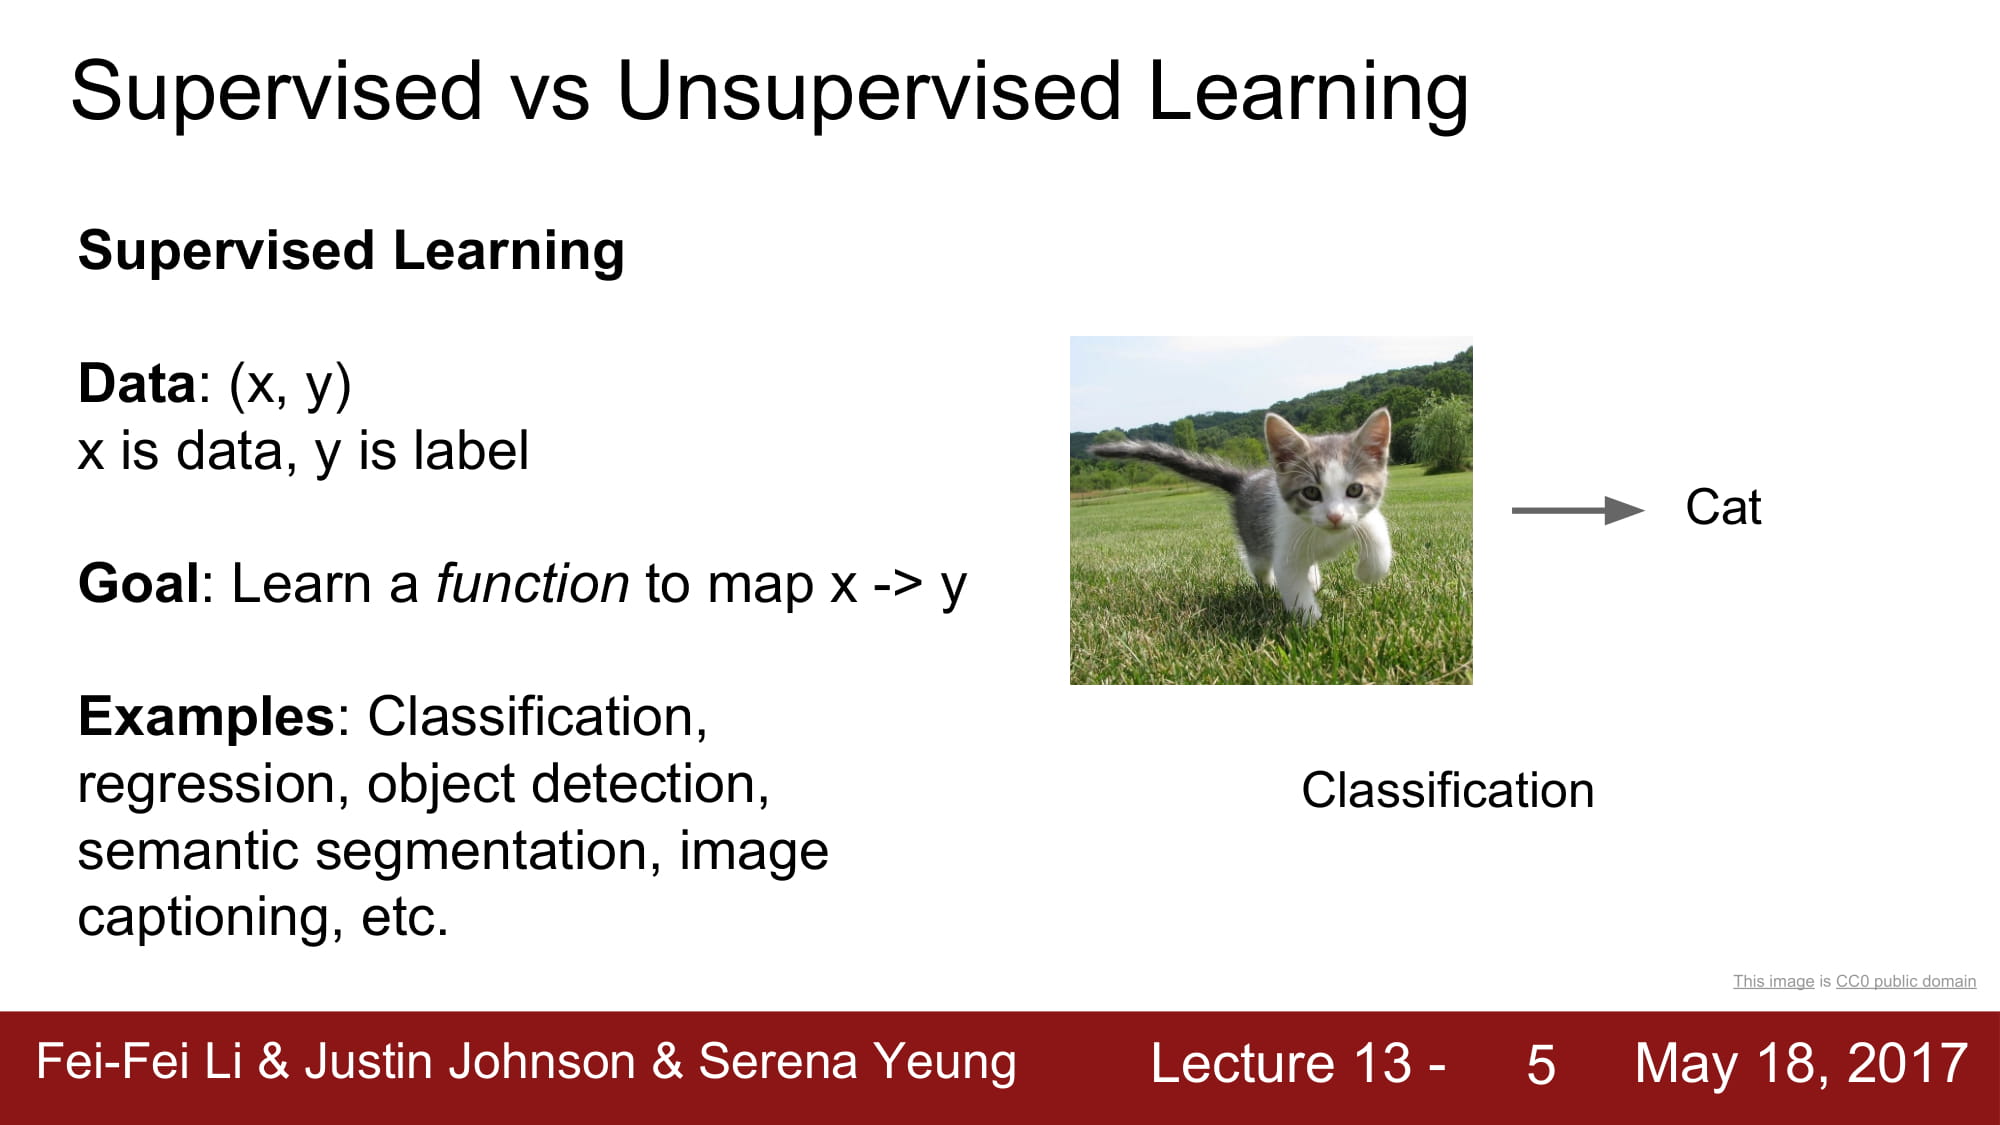 Supervised vs Unsupervised Learning
Supervised Learning
Data: (x, y)
x is data, y is label
Goal: Learn a function to map x -> y
Examples: Classification,
regression, object detection,
semantic segmentation, image
captioning, etc.
Cat
Classification
This image is CC0 public domain
Fei-Fei Li & Justin Johnson & Serena Yeung
Lecture 13 - 5
May 18, 2017